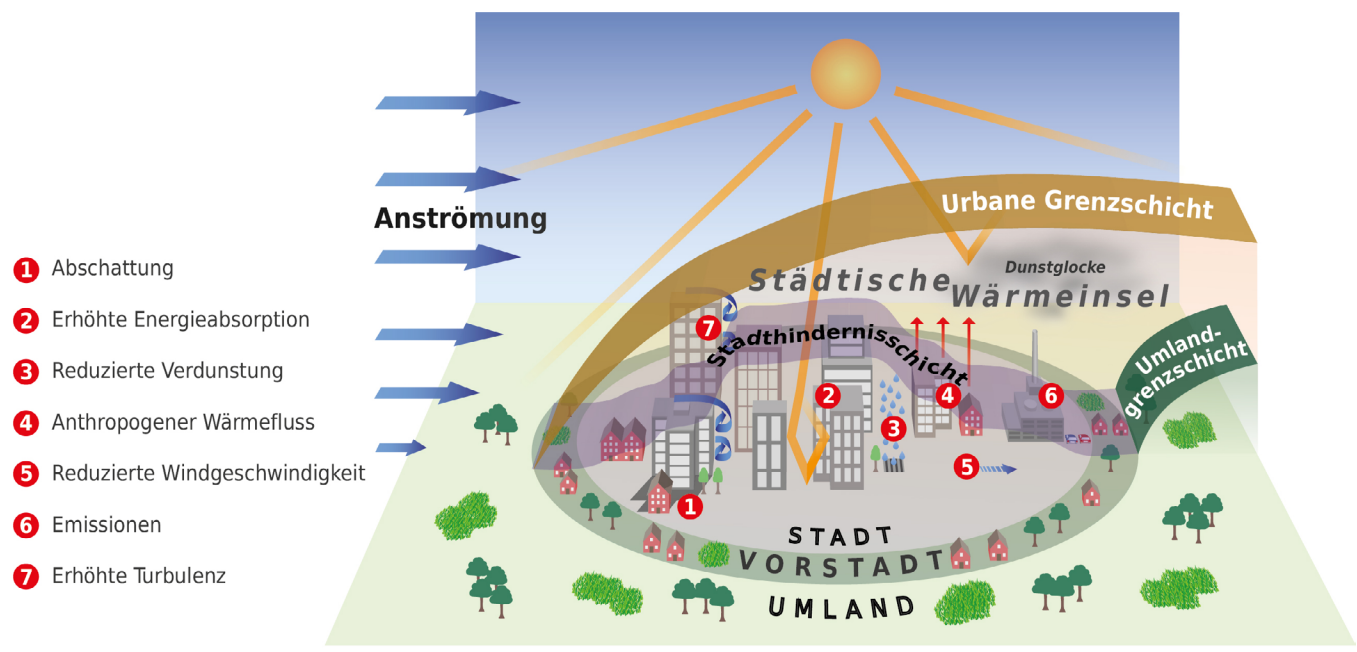 Anströmung
1 Abschattung
2 Erhöhte Energieabsorption
3 Reduzierte Verdunstung
4 Anthropogener Wärmefluss
5 Reduzierte Windgeschwindigkeit
6 Emissionen
7 Erhöhte Turbulenz
Urbane Grenzschicht
Dunstglocke
Städtische
Wärmeinsel
Stadthindernisschicht
Umland-
grenzschicht
7
2
4
6
3
5
1
STADT
VORSTADT
UMLAND